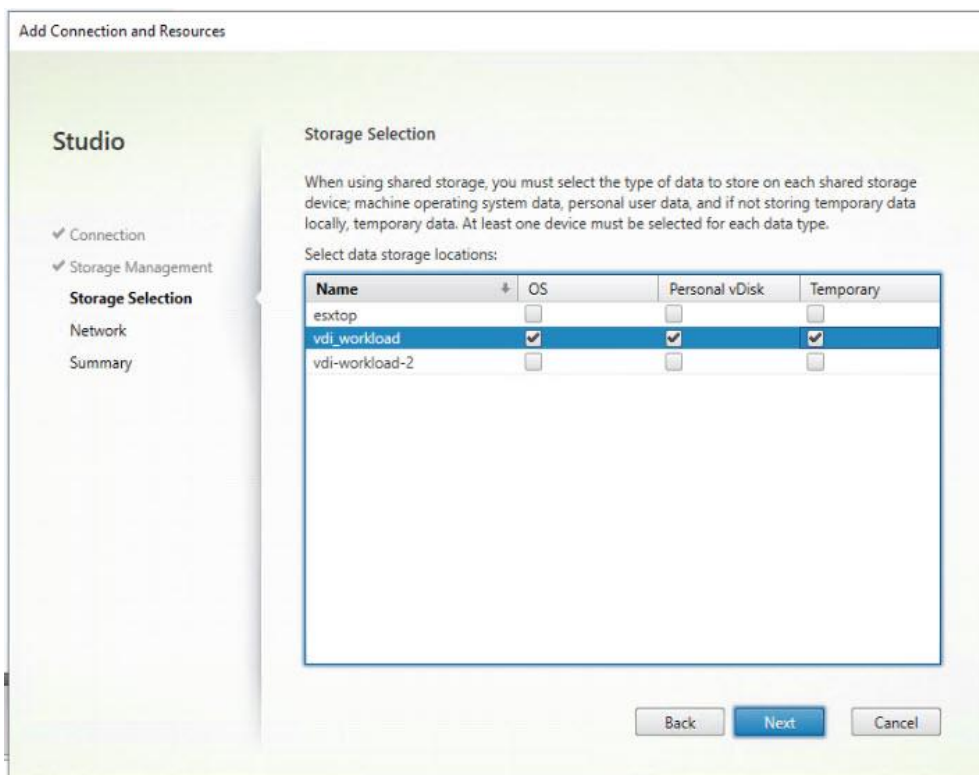 Add Connection and Resources
Studio
Connection
Storage Management
Storage Selection
Network
Summary
Storage Selection
When using shared storage, you must select the type of data to store on each shared storage
device; machine operating system data, personal user data, and if not storing temporary data
locally, temporary data. At least one device must be selected for each data type.
Select data storage locations:
Name OS Personal vDisk Temporary
esxtop
vdi_workload
vdi-workload-2
Back Next Cancel